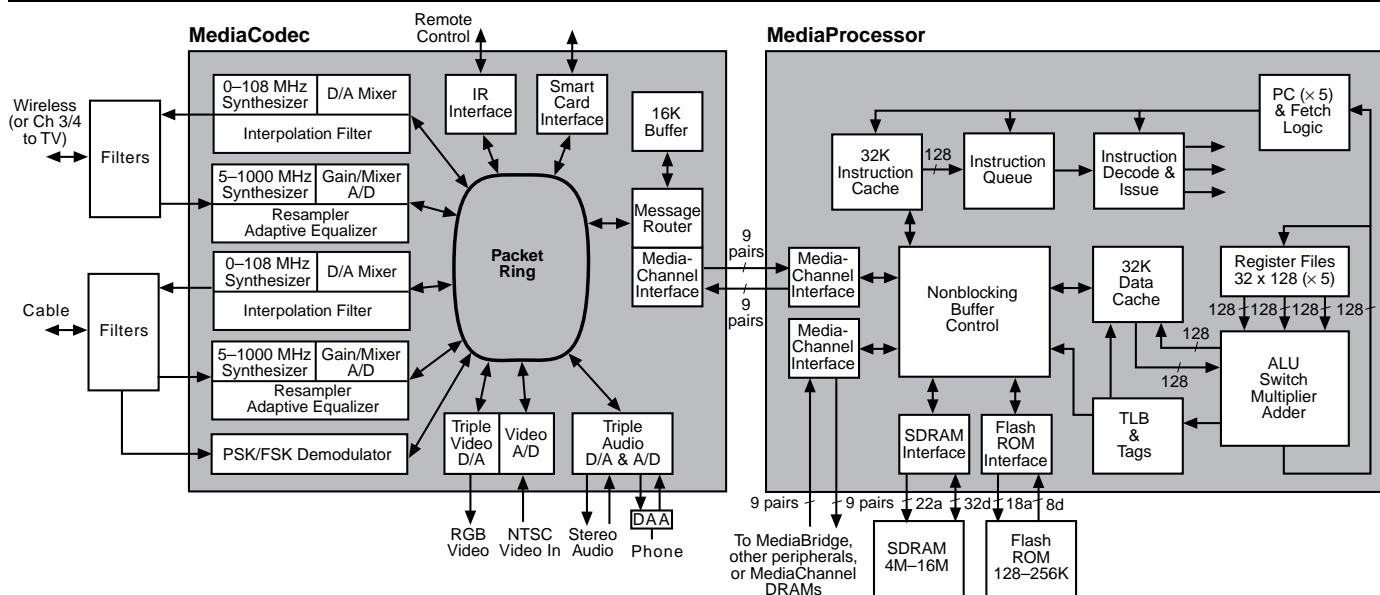 MediaCodec
Remote
Control
MediaProcessor
0–108 MHz
Synthesizer
D/A Mixer
Interpolation Filter
IR
Interface
Smart
Card
Interface
16K
Buffer
Wireless
(or Ch 3/4
to TV)
Filters
5–1000 MHz
Synthesizer
Gain/Mixer
A/D
Resampler
Adaptive Equalizer
Message
Router
Media-
Channel
Interface
Packet
Ring
0–108 MHz
Synthesizer
D/A Mixer
Interpolation Filter
Cable
Filters
5–1000 MHz
Synthesizer
Gain/Mixer
A/D
Resampler
Adaptive Equalizer
PSK/FSK Demodulator
Triple
Video
D/A
Video
A/D
Triple
Audio
D/A & A/D
RGB
Video
NTSC
Video In
Stereo
Audio
DAA
Phone
9
pairs
9
pairs
PC (× 5)
& Fetch
Logic
32K
Instruction
Cache
128
Instruction
Queue
Instruction
Decode &
Issue
Media-
Channel
Interface
Media-
Channel
Interface
Nonblocking
Buffer
Control
32K
Data
Cache
Register Files
32 x 128 (× 5)
128
128
128
128
128
128
ALU
Switch
Multiplier
Adder
TLB
&
Tags
SDRAM
Interface
Flash
ROM
Interface
9 pairs
9 pairs
22a
32d
18a
8d
To MediaBridge,
other peripherals,
or MediaChannel
DRAMs
SDRAM
4M–16M
Flash
ROM
128–256K